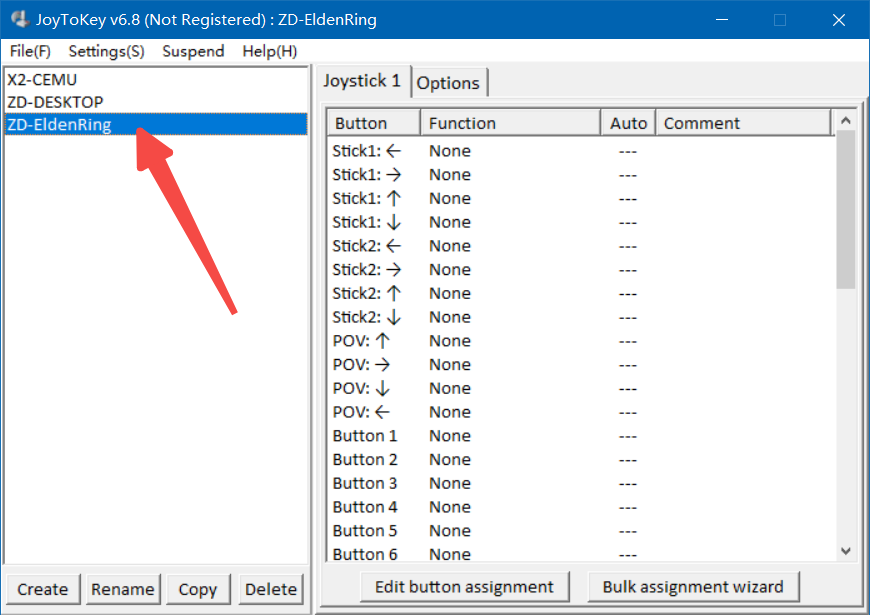 JoyToKey v6.8 (Not Registered) : ZD-EldenRing
File(F) Settings(S) Suspend Help(H)
X2-CEMU
ZD-DESKTOP
ZD-EldenRing
Joystick 1 Options
Button Function Auto Comment
Stick1: ← None ---
Stick1: → None ---
Stick1: ↑ None ---
Stick1: ↓ None ---
Stick2: ← None ---
Stick2: → None ---
Stick2: ↑ None ---
Stick2: ↓ None ---
POV: ↑ None ---
POV: → None ---
POV: ↓ None ---
POV: ← None ---
Button 1 None ---
Button 2 None ---
Button 3 None ---
Button 4 None ---
Button 5 None ---
Button 6 None ---
Create Rename Copy Delete
Edit button assignment Bulk assignment wizard